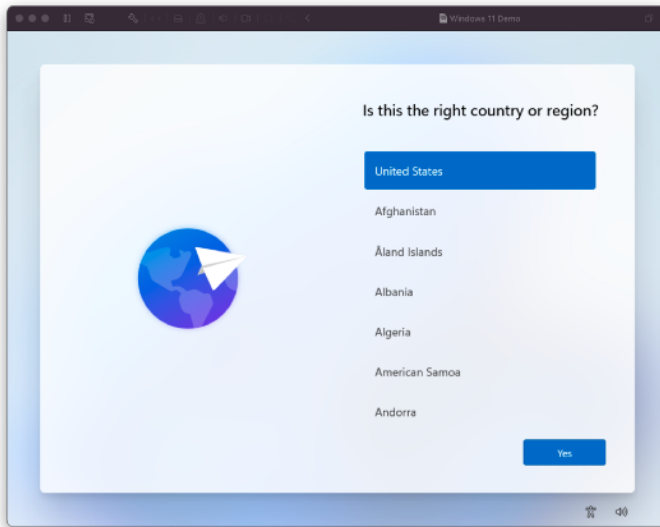 Windows 11 Demo
Is this the right country or region?
United States
Afghanistan
Åland Islands
Albania
Algeria
American Samoa
Andorra
Yes